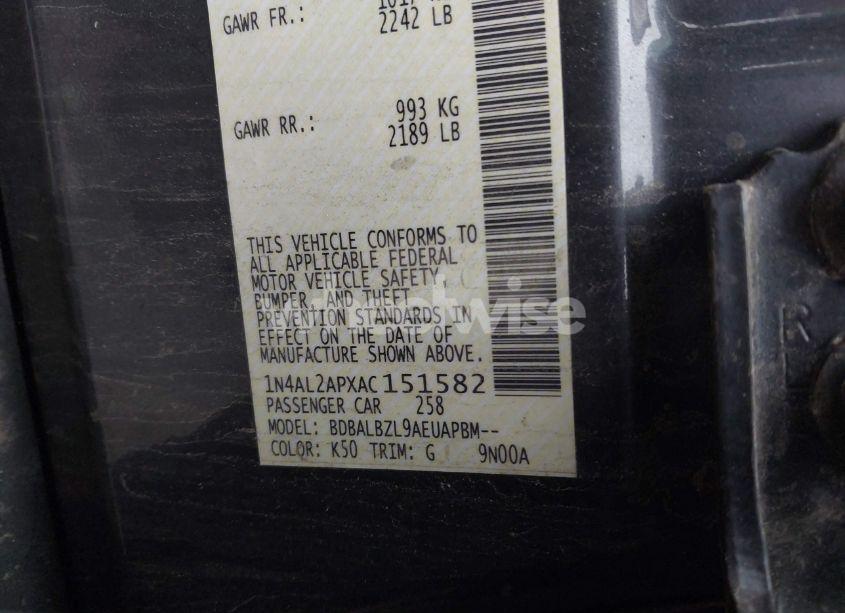 GAWR FR.:
2242 LB
GAWR RR.: 993 KG
2189 LB
THIS VEHICLE CONFORMS TO
ALL APPLICABLE FEDERAL
MOTOR VEHICLE SAFETY,
BUMPER, AND THEFT
PREVENTION STANDARDS IN
EFFECT ON THE DATE OF
MANUFACTURE SHOWN ABOVE.
1N4AL2APXAC151582
PASSENGER CAR 258
MODEL: BDBALBZL9AEUAPBM--
COLOR: K50 TRIM: G 9N00A
R